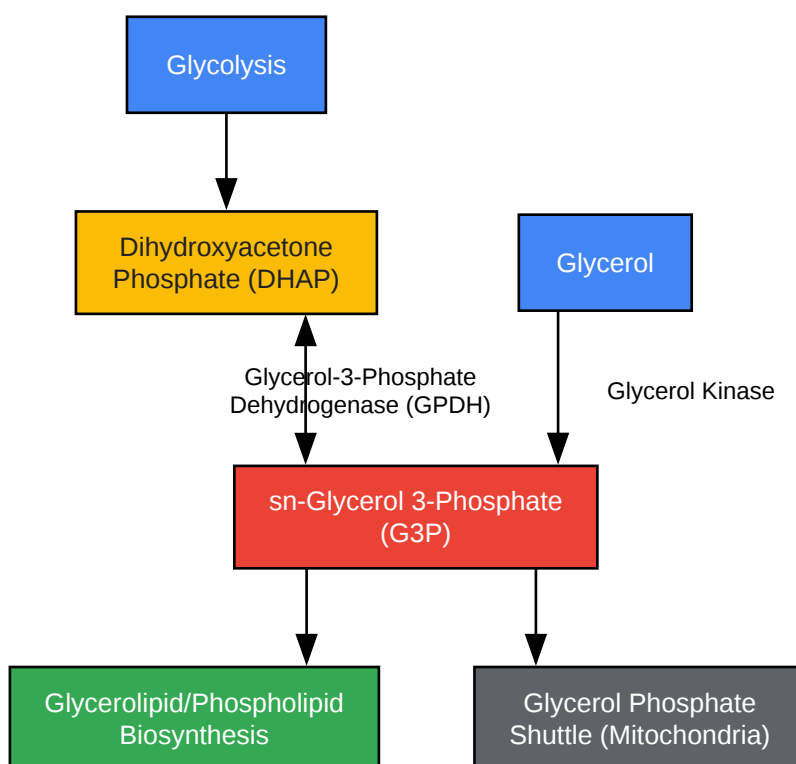 Glycolysis
Dihydroxyacetone
Phosphate (DHAP)
Glycerol
Glycerol-3-Phosphate
Dehydrogenase (GPDH)
Glycerol Kinase
sn-Glycerol 3-Phosphate
(G3P)
Glycerolipid/Phospholipid
Biosynthesis
Glycerol Phosphate
Shuttle (Mitochondria)